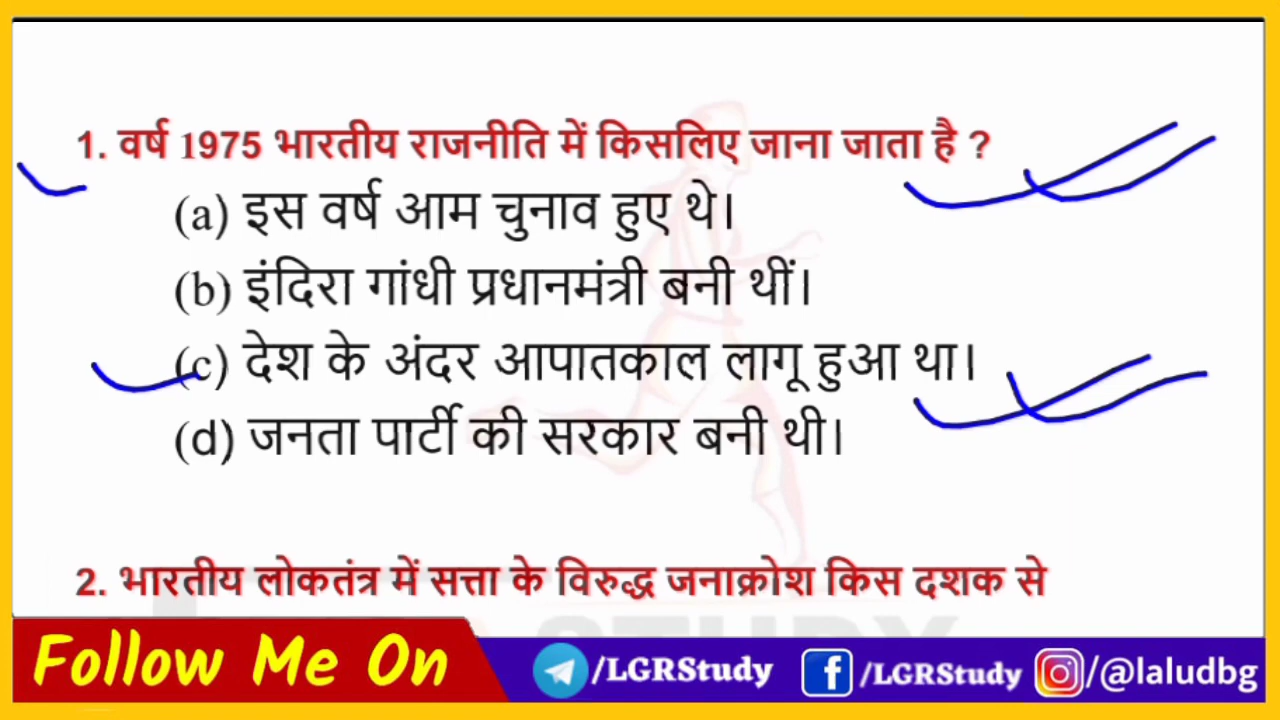 1. वर्ष 1975 भारतीय राजनीति में किसलिए जाना जाता है ?
(a) इस वर्ष आम चुनाव हुए थे।
(b) इंदिरा गांधी प्रधानमंत्री बनी थीं।
(c) देश के अंदर आपातकाल लागू हुआ था।
(d) जनता पार्टी की सरकार बनी थी।
2. भारतीय लोकतंत्र में सत्ता के विरुद्ध जनाक्रोश किस दशक से
Follow Me On /LGRStudy /LGRStudy /@laludbg